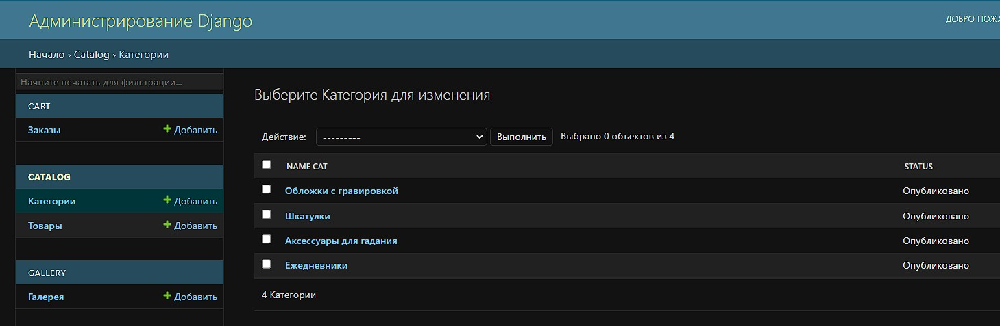 Администрирование Django
ДОБРО ПОЖА
Начало › Catalog › Категории
Начните печатать для фильтрации...
CART
Заказы Добавить
CATALOG
Категории Добавить
Товары Добавить
GALLERY
Галерея Добавить
Выберите Категория для изменения
Действие: --------- Выполнить Выбрано 0 объектов из 4
NAME CAT STATUS
Обложки с гравировкой Опубликовано
Шкатулки Опубликовано
Аксессуары для гадания Опубликовано
Ежедневники Опубликовано
4 Категории